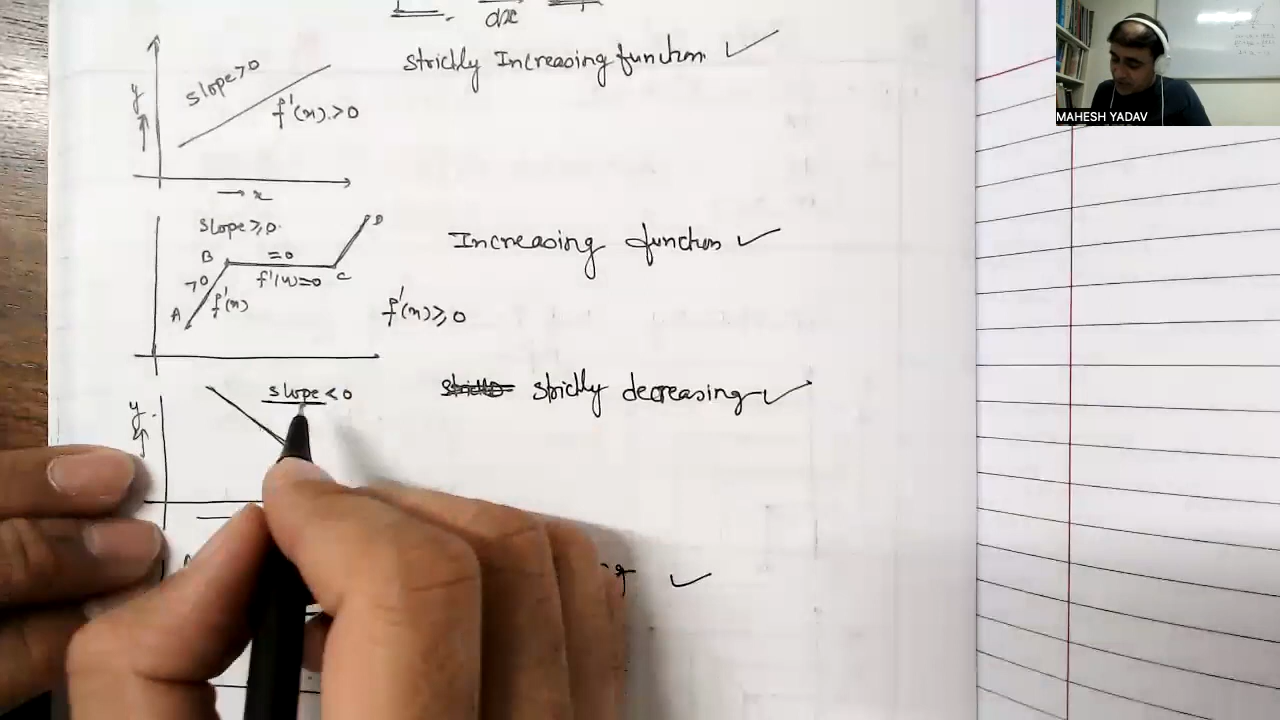 dx
MAHESH YADAV
slope>0
strictly Increasing function ✓
y
f'(x).>0
→ x
slope≥0.
D
B
=0
Increasing function ✓
>0
f'(x)=0
C
A
f'(x)
f'(x)≥0
slope<0
strictly decreasing ✓
y.
✓